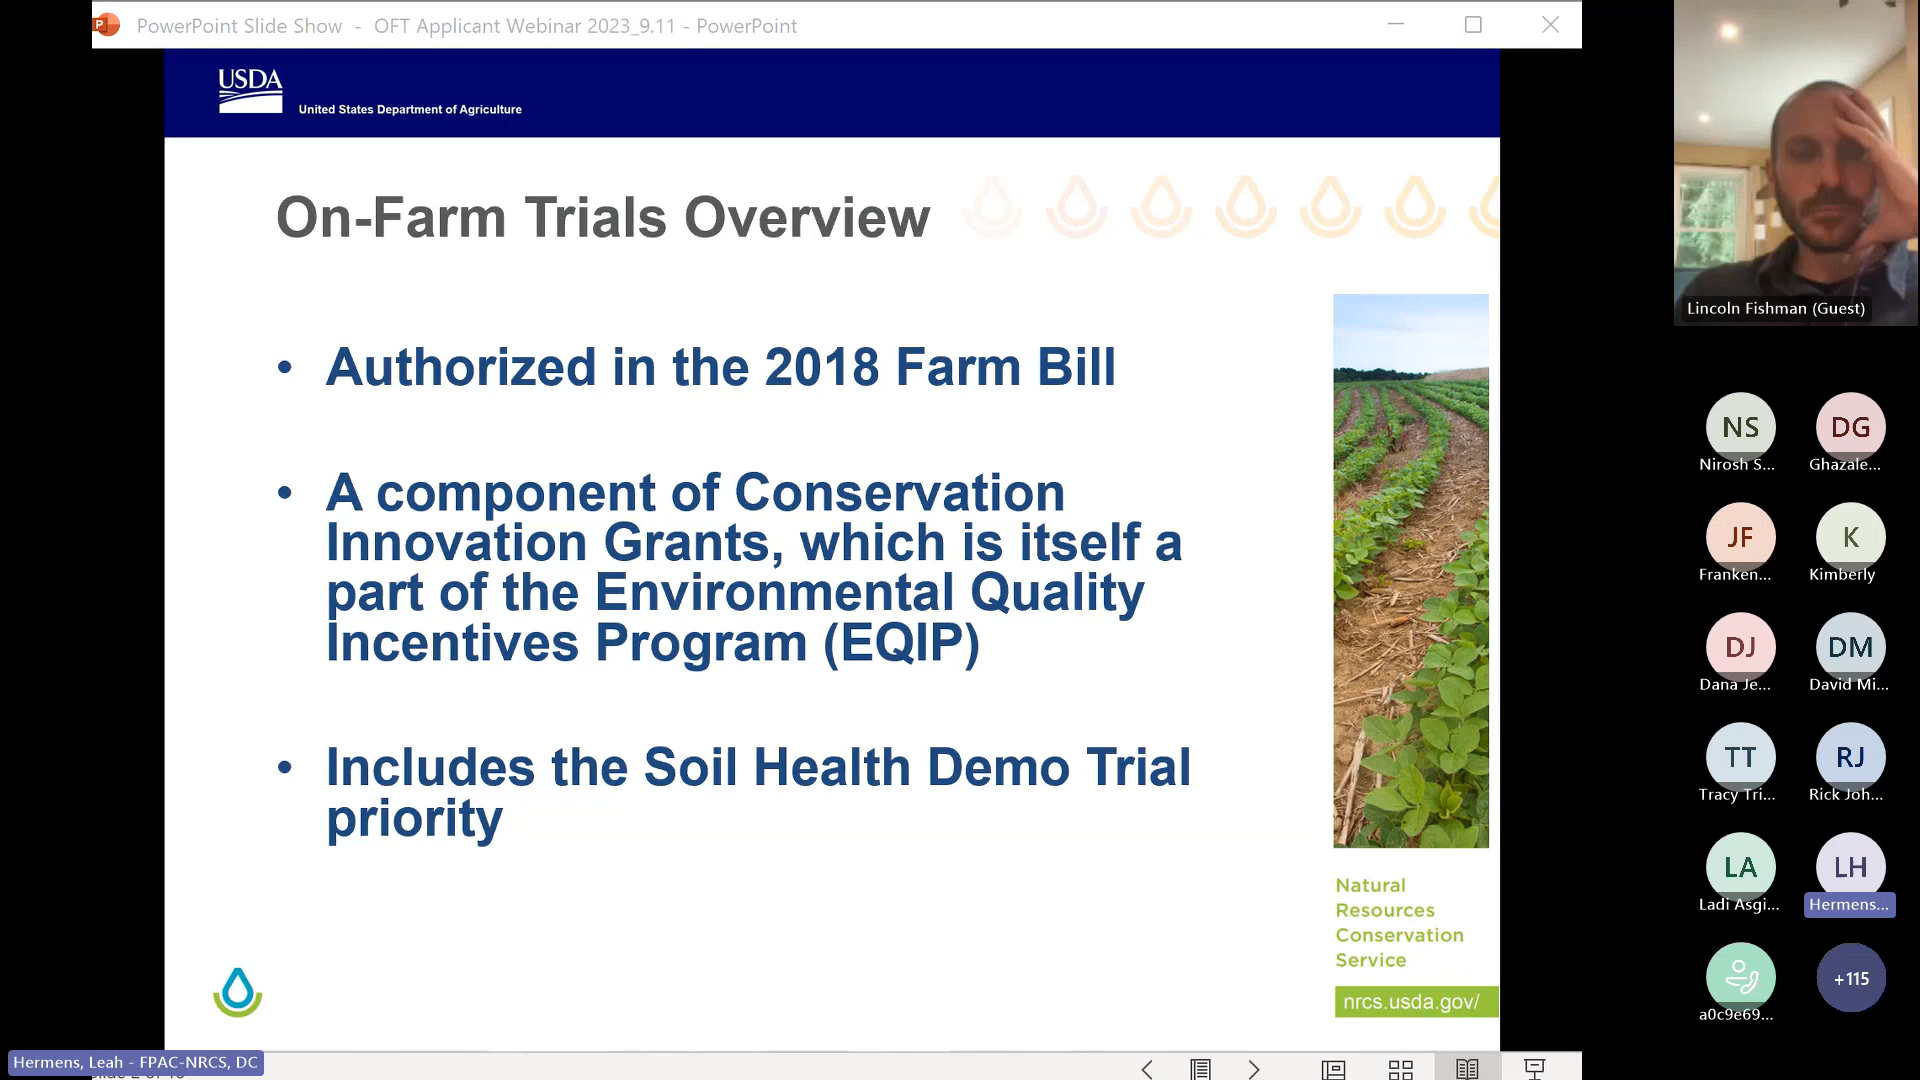 PowerPoint Slide Show - OFT Applicant Webinar 2023_9.11 - PowerPoint
USDA
United States Department of Agriculture
On-Farm Trials Overview
• Authorized in the 2018 Farm Bill
• A component of Conservation
Innovation Grants, which is itself a
part of the Environmental Quality
Incentives Program (EQIP)
• Includes the Soil Health Demo Trial
priority
Natural
Resources
Conservation
Service
nrcs.usda.gov/
Hermens, Leah - FPAC-NRCS, DC
Lincoln Fishman (Guest)
NS
DG
Nirosh S...
Ghazale...
JF
K
Franken...
Kimberly
DJ
DM
Dana Je...
David Mi...
TT
RJ
Tracy Tri...
Rick Joh...
LA
LH
Ladi Asgi...
Hermens...
+115
a0c9e69...